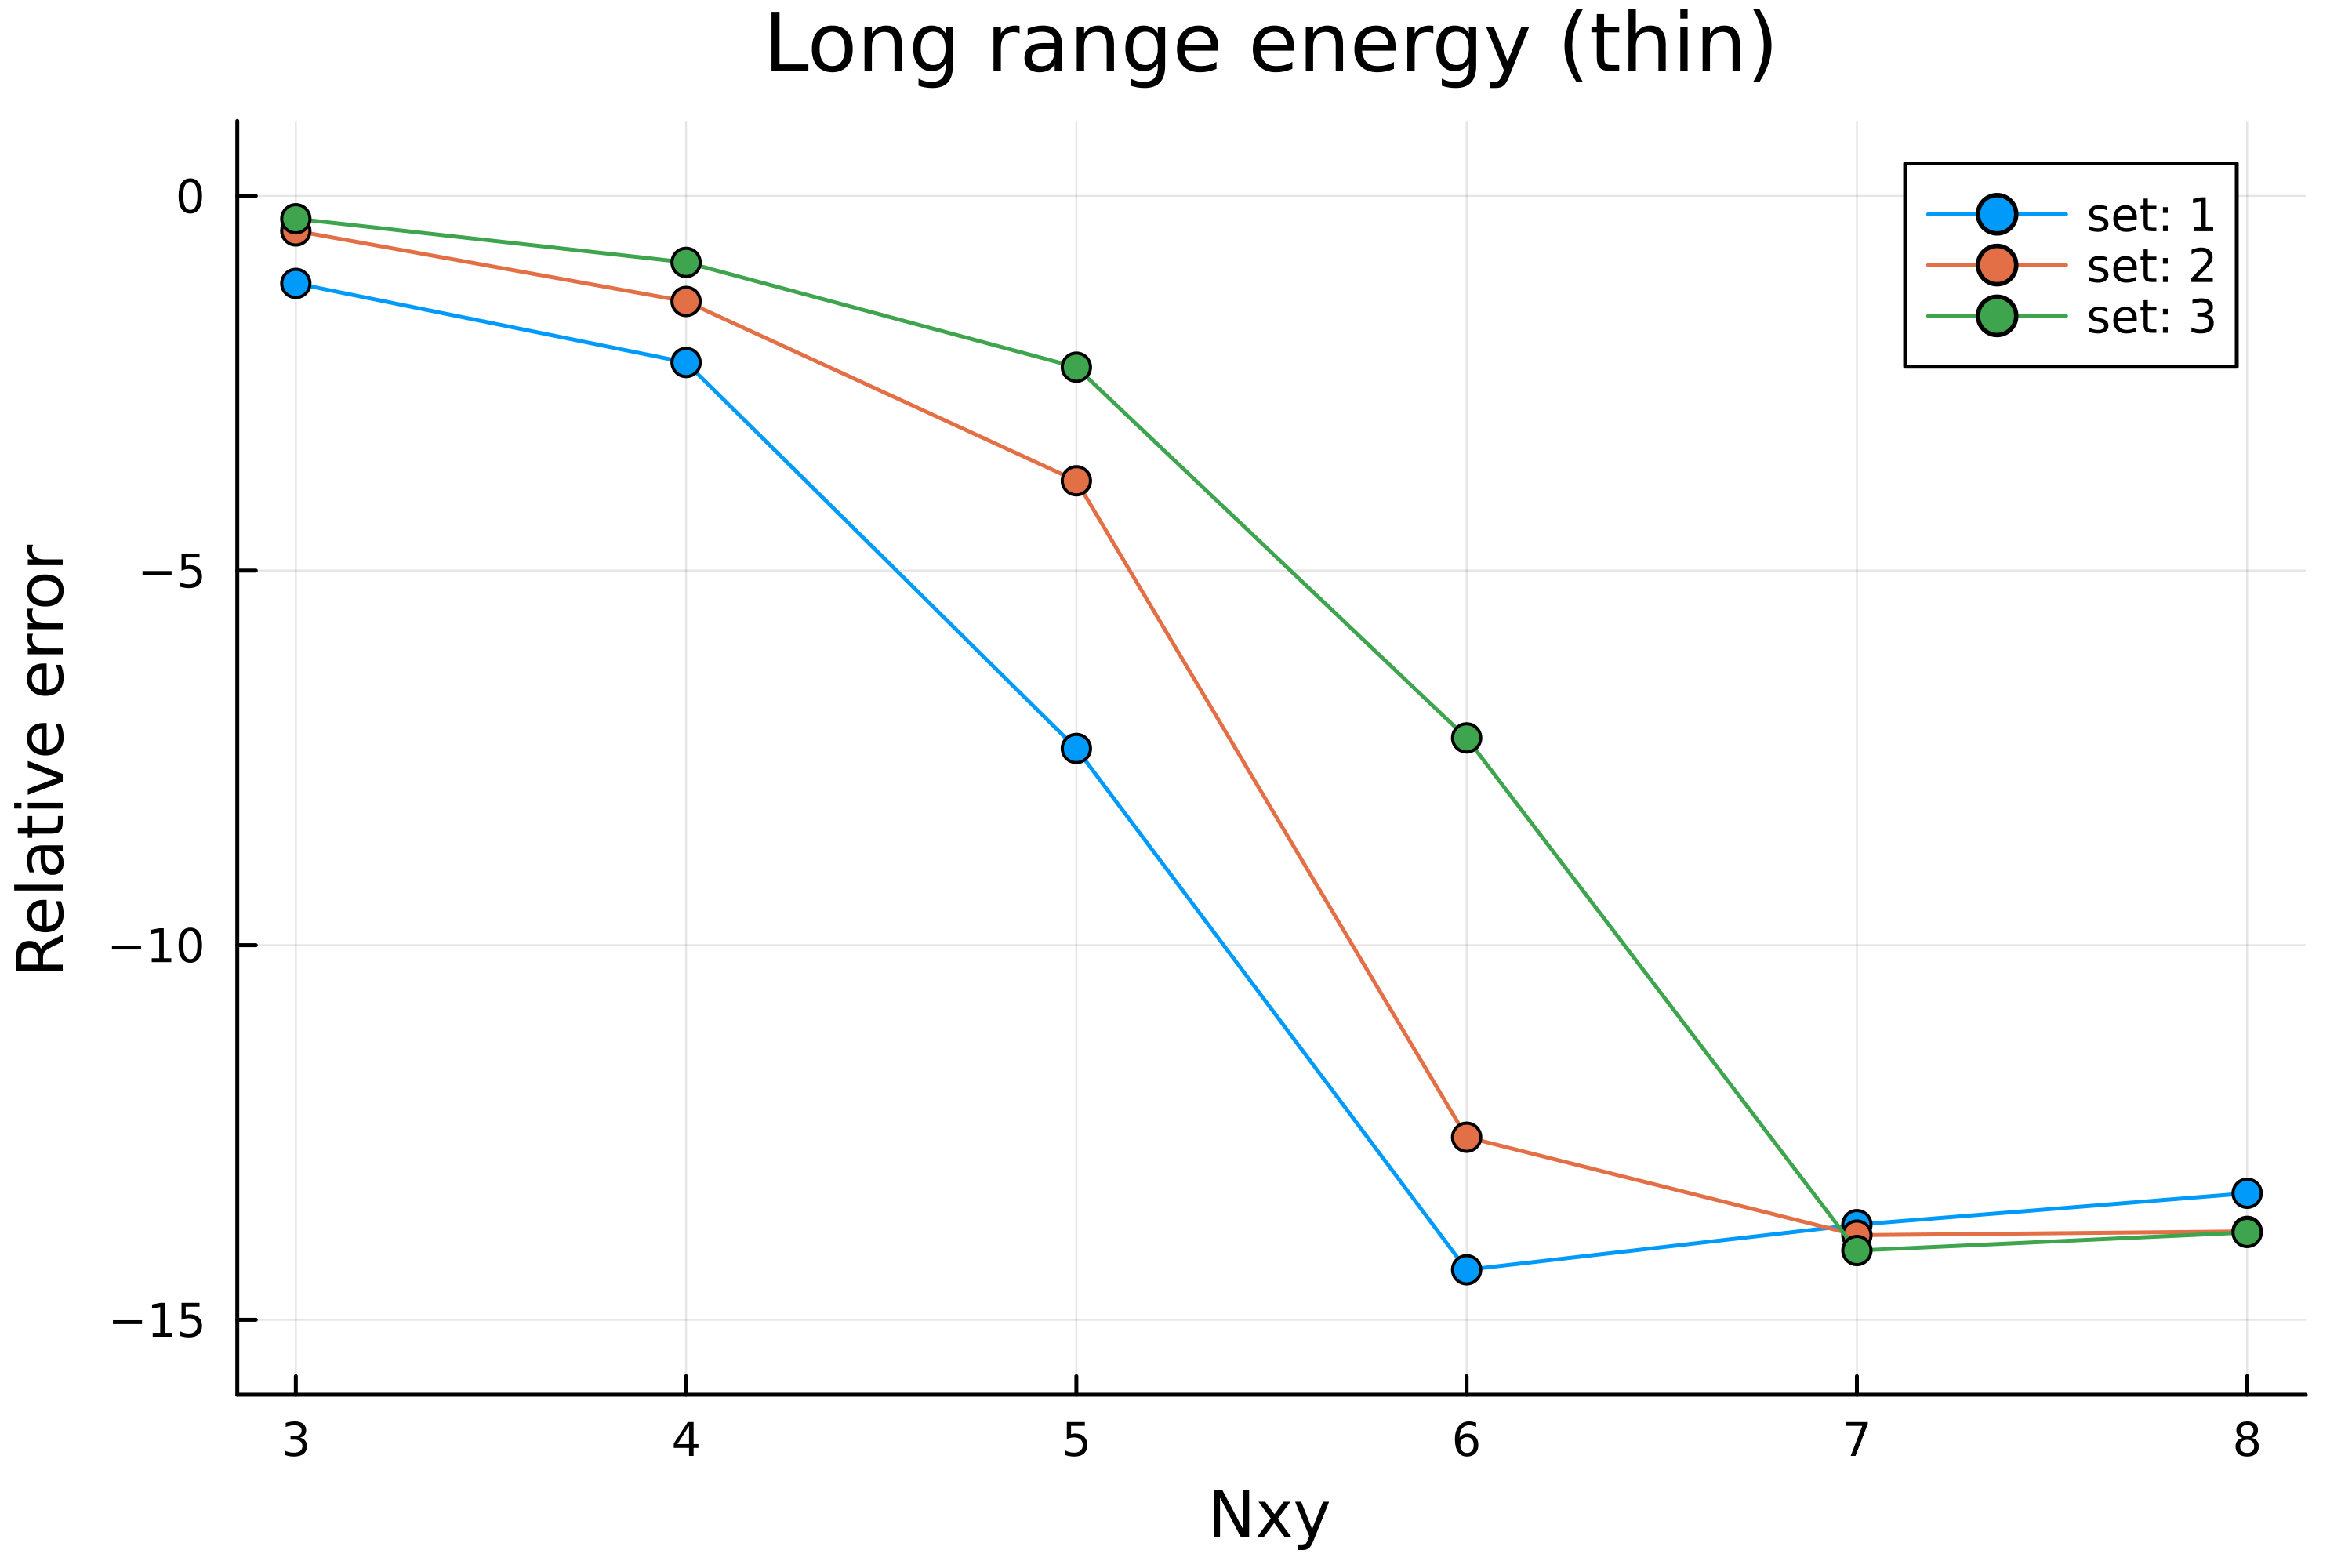 Long range energy (thin)
set: 1
set: 2
set: 3
Relative error
0
−5
−10
−15
3 4 5 6 7 8
Nxy